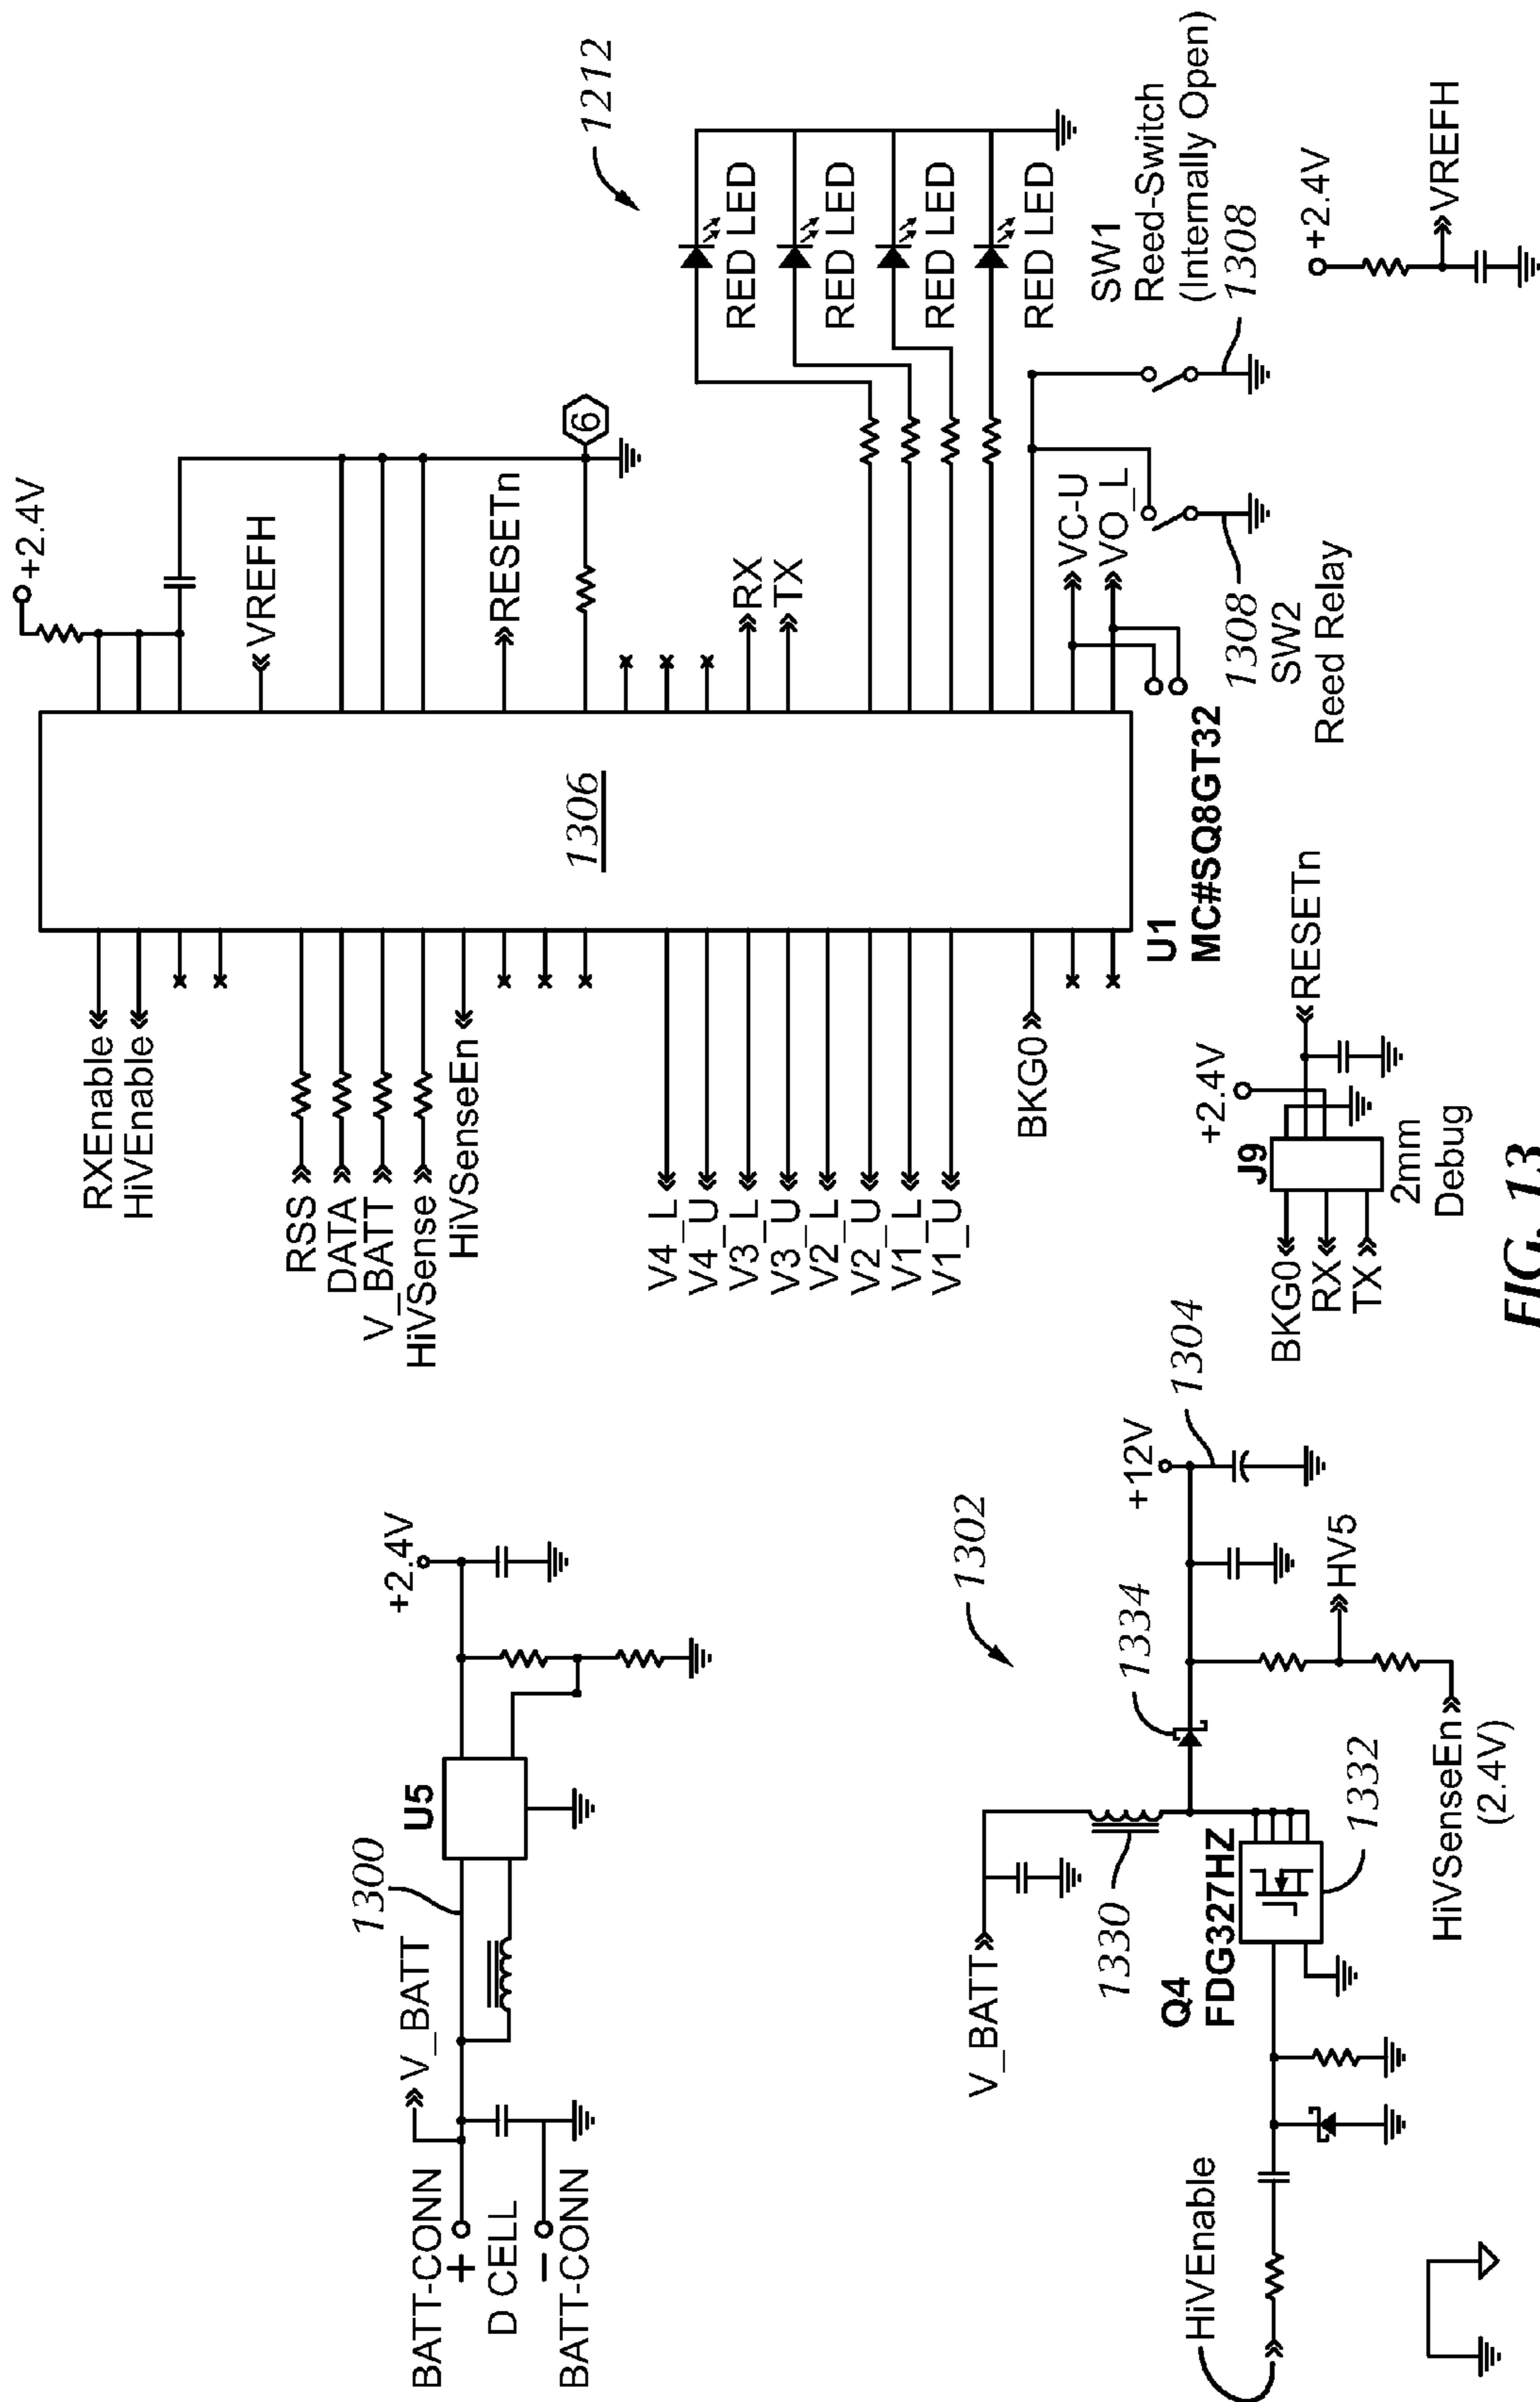 BATT-CONN
+
D CELL
−
BATT-CONN
V_BATT
1300
U5
+2.4V
HiVEnable
V_BATT
1330
Q4
FDG327HZ
1332
1334
1302
+12V
1304
HV5
HiVSenseEn
(2.4V)
RXEnable
HiVEnable
RSS
DATA
V_BATT
HiVSense
HiVSenseEn
V4_L
V4_U
V3_L
V3_U
V2_L
V2_U
V1_L
V1_U
BKG0
1306
U1
MC#SQ8GT32
+2.4V
VREFH
RESETn
6
RX
TX
VC-U
VO_L
1212
RED LED
RED LED
RED LED
RED LED
SW1
Reed-Switch
(Internally Open)
1308
1308
SW2
Reed Relay
+2.4V
VREFH
BKG0
RX
TX
J9
2mm
Debug
+2.4V
RESETn
FIG. 13